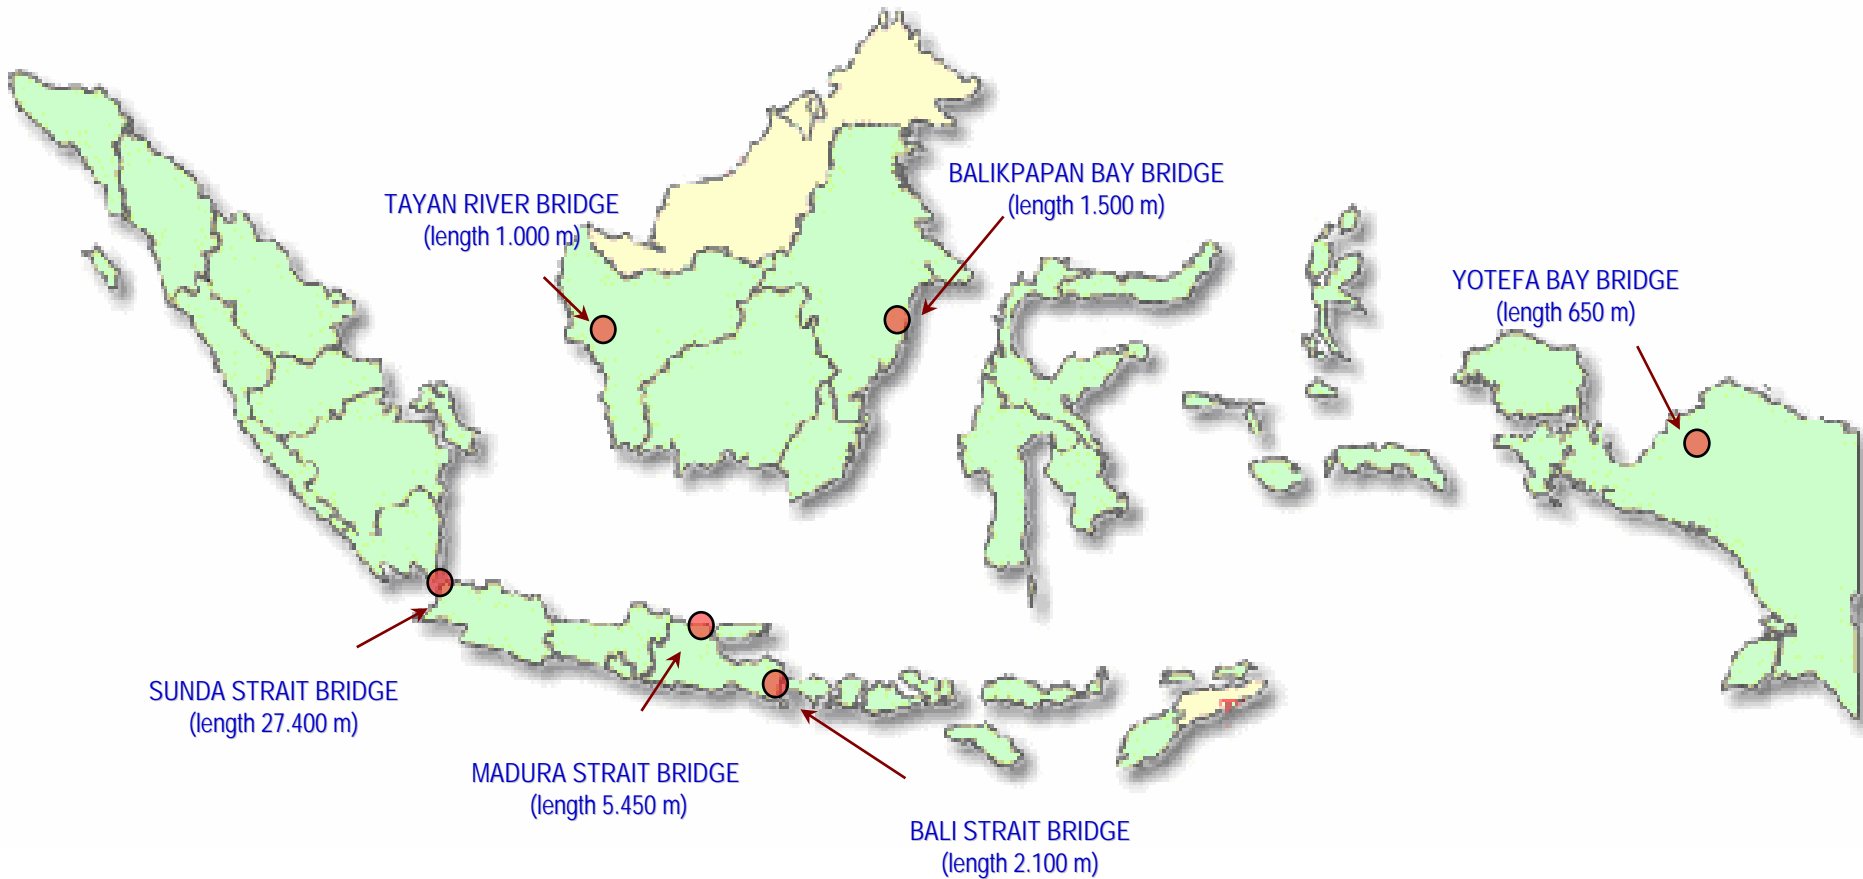 BALIKPAPAN BAY BRIDGE
(length 1.500 m)
TAYAN RIVER BRIDGE
(length 1.000 m)
YOTEFA BAY BRIDGE
(length 650 m)
SUNDA STRAIT BRIDGE
(length 27.400 m)
MADURA STRAIT BRIDGE
(length 5.450 m)
BALI STRAIT BRIDGE
(length 2.100 m)